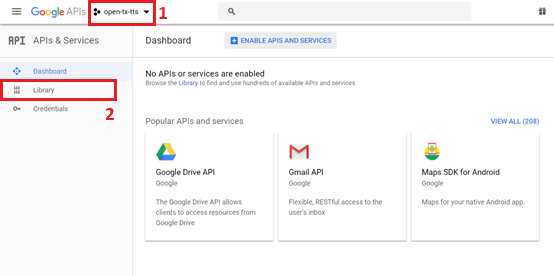 Google APIs open-tx-tts 1
API APIs & Services Dashboard ENABLE APIS AND SERVICES
Dashboard
Library
2
Credentials
No APIs or services are enabled
Browse the Library to find and use hundreds of available APIs and services
Popular APIs and services VIEW ALL (208)
Google Drive API
Google
The Google Drive API allows
clients to access resources from
Google Drive
Gmail API
Google
Flexible, RESTful access to the
user's inbox
Maps SDK for Android
Google
Maps for your native Android app.